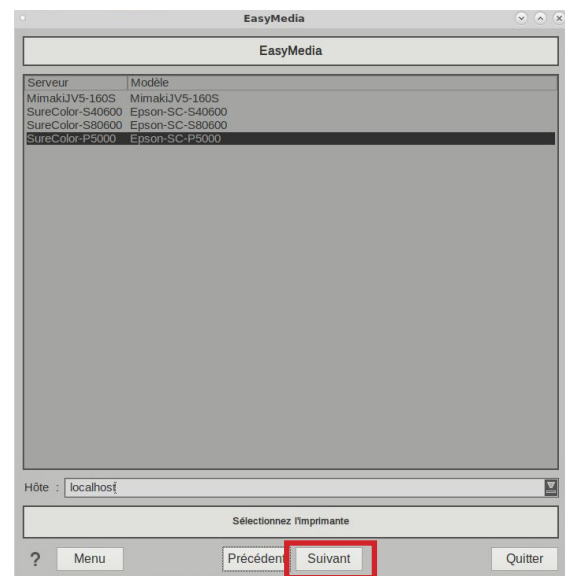 EasyMedia
EasyMedia
Serveur Modèle
MimakiJV5-160S MimakiJV5-160S
SureColor-S40600 Epson-SC-S40600
SureColor-S80600 Epson-SC-S80600
SureColor-P5000 Epson-SC-P5000
Hôte : localhost
Sélectionnez l'imprimante
? Menu Précédent Suivant Quitter